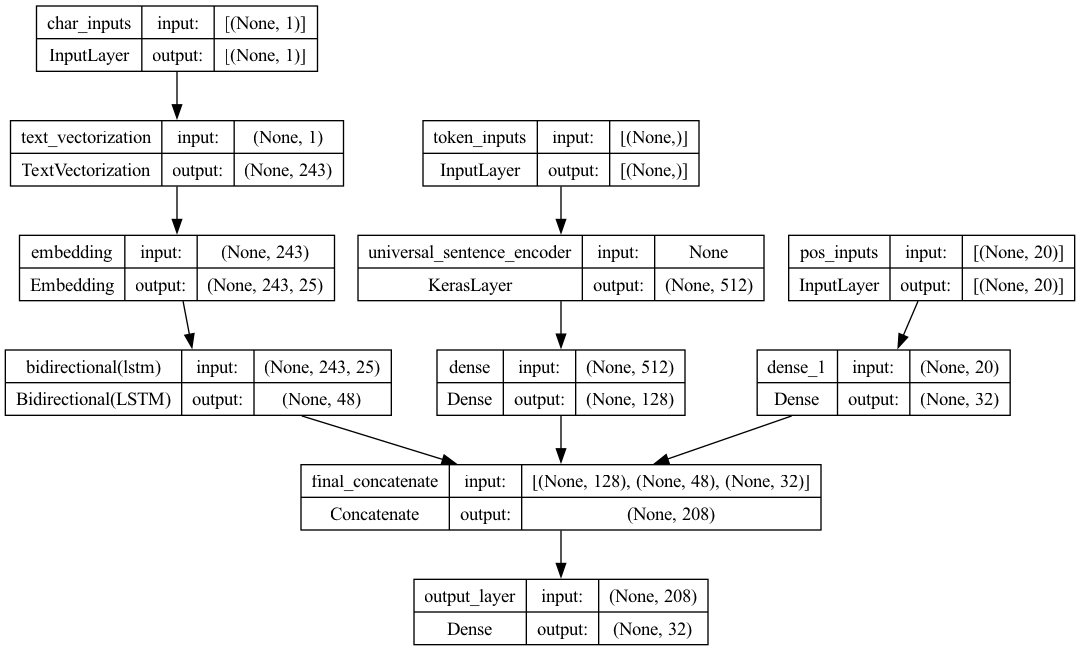 char_inputs input: [(None, 1)]
InputLayer output: [(None, 1)]
text_vectorization input: (None, 1)
TextVectorization output: (None, 243)
token_inputs input: [(None,)]
InputLayer output: [(None,)]
embedding input: (None, 243)
Embedding output: (None, 243, 25)
universal_sentence_encoder input: None
KerasLayer output: (None, 512)
pos_inputs input: [(None, 20)]
InputLayer output: [(None, 20)]
bidirectional(lstm) input: (None, 243, 25)
Bidirectional(LSTM) output: (None, 48)
dense input: (None, 512)
Dense output: (None, 128)
dense_1 input: (None, 20)
Dense output: (None, 32)
final_concatenate input: [(None, 128), (None, 48), (None, 32)]
Concatenate output: (None, 208)
output_layer input: (None, 208)
Dense output: (None, 32)